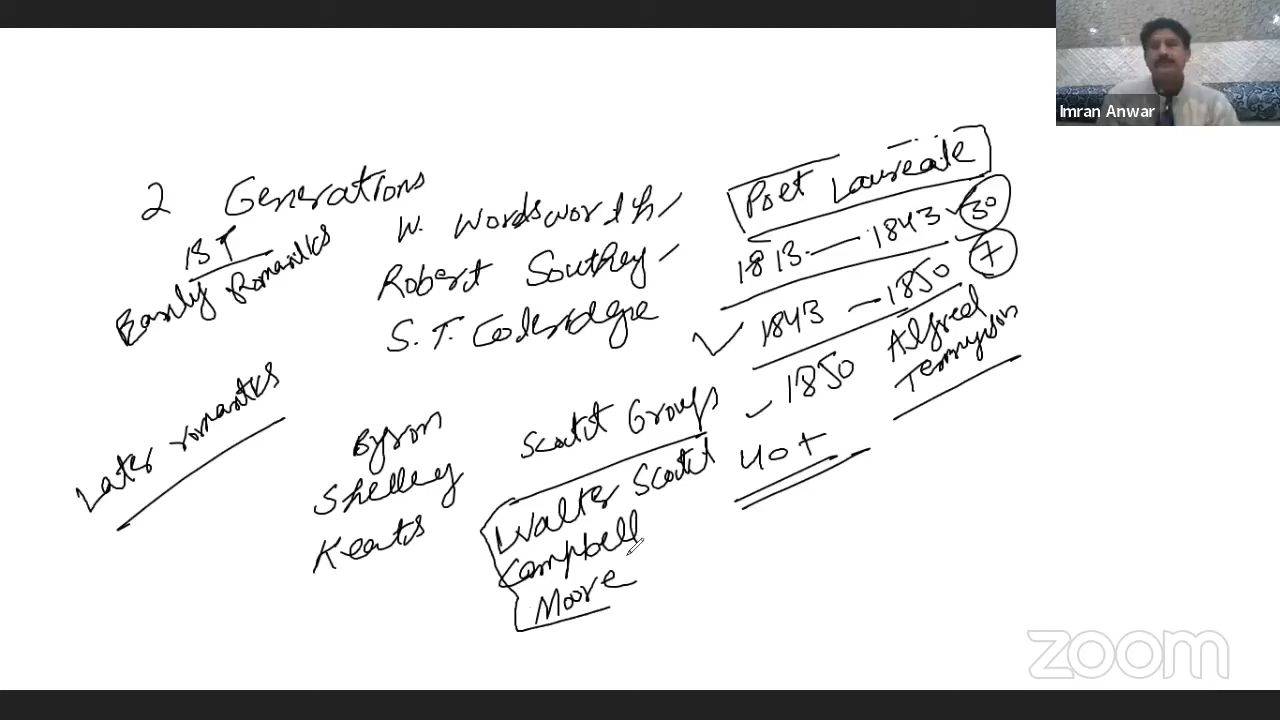 Imran Anwar
2 Generations
1ST
Early Romantics
W. Wordsworth
Robert Southey
S. T. Coleridge
Poet Laureate
1813 — 1843 30
1843 — 1850 7
1850 Alfred
Tennyson
40+
Later romantics
Byron
Shelley
Keats
Scott Groups
Walter Scott
Campbell
Moore
zoom